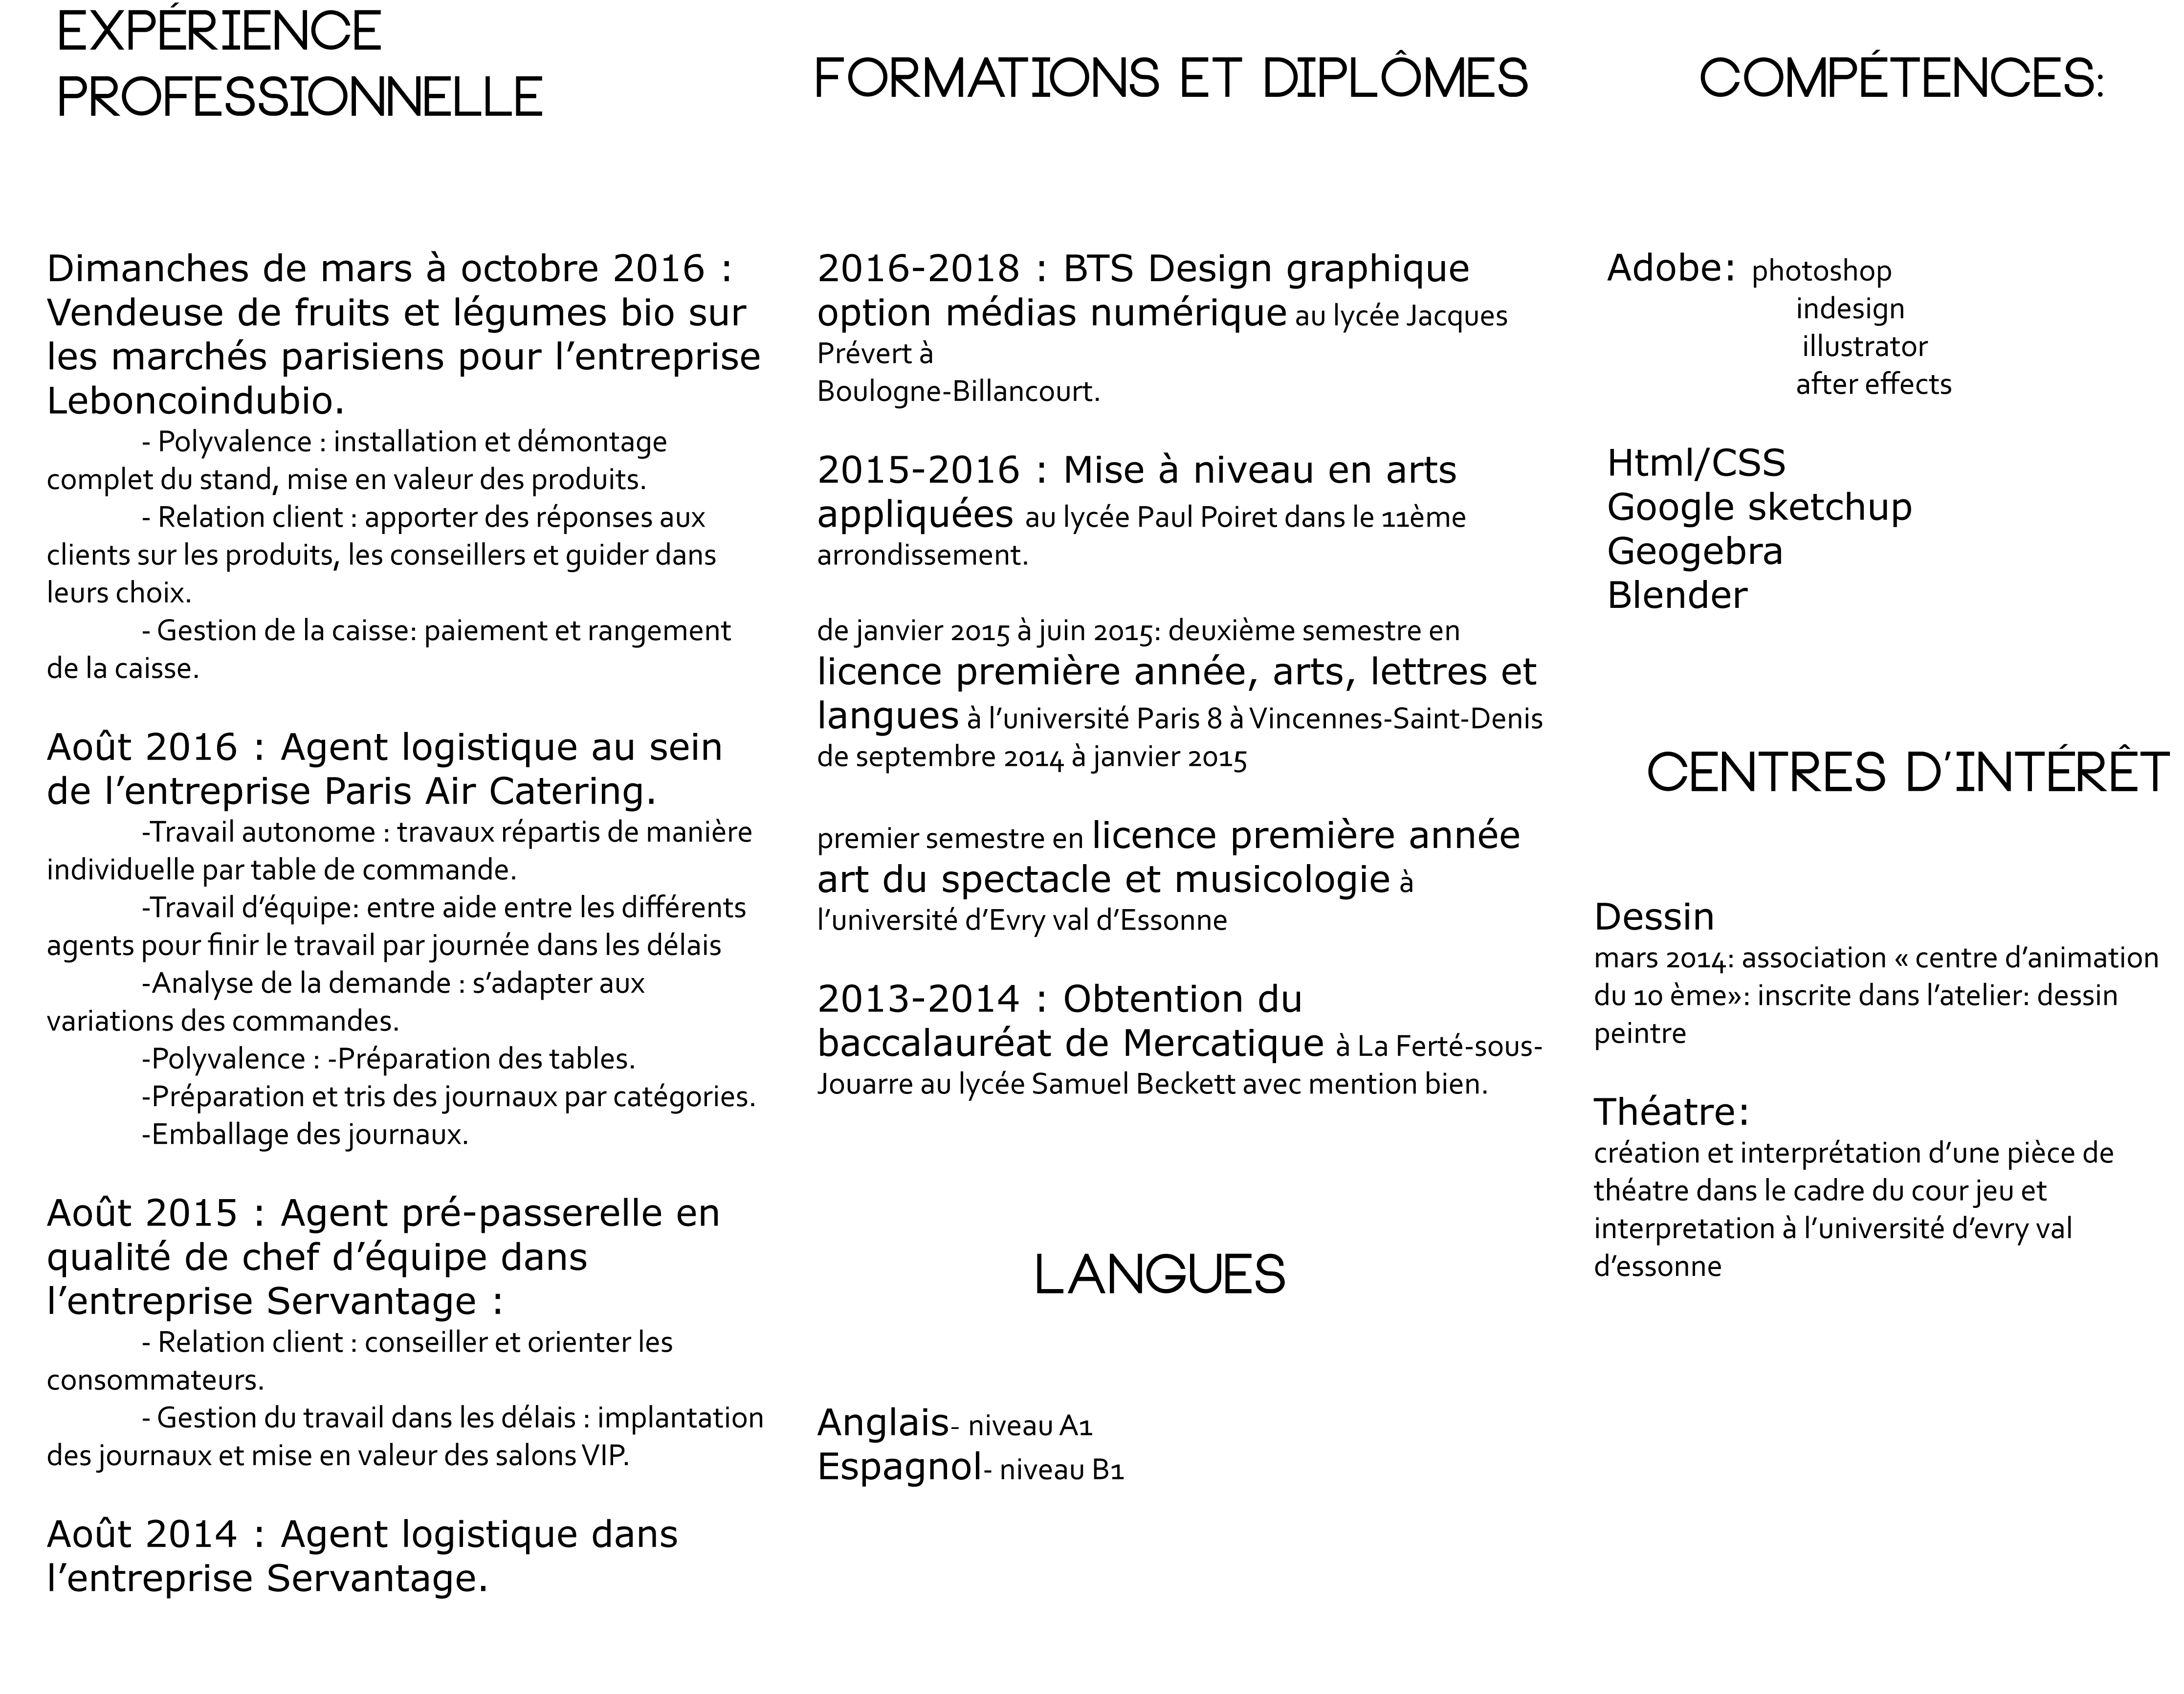 EXPÉRIENCE
PROFESSIONNELLE
Dimanches de mars à octobre 2016 :
Vendeuse de fruits et légumes bio sur
les marchés parisiens pour l’entreprise
Leboncoindubio.
- Polyvalence : installation et démontage
complet du stand, mise en valeur des produits.
- Relation client : apporter des réponses aux
clients sur les produits, les conseillers et guider dans
leurs choix.
- Gestion de la caisse: paiement et rangement
de la caisse.
Août 2016 : Agent logistique au sein
de l’entreprise Paris Air Catering.
-Travail autonome : travaux répartis de manière
individuelle par table de commande.
-Travail d’équipe: entre aide entre les différents
agents pour finir le travail par journée dans les délais
-Analyse de la demande : s’adapter aux
variations des commandes.
-Polyvalence : -Préparation des tables.
-Préparation et tris des journaux par catégories.
-Emballage des journaux.
Août 2015 : Agent pré-passerelle en
qualité de chef d’équipe dans
l’entreprise Servantage :
- Relation client : conseiller et orienter les
consommateurs.
- Gestion du travail dans les délais : implantation
des journaux et mise en valeur des salons VIP.
Août 2014 : Agent logistique dans
l’entreprise Servantage.
FORMATIONS ET DIPLÔMES
2016-2018 : BTS Design graphique
option médias numérique au lycée Jacques
Prévert à
Boulogne-Billancourt.
2015-2016 : Mise à niveau en arts
appliquées au lycée Paul Poiret dans le 11ème
arrondissement.
de janvier 2015 à juin 2015: deuxième semestre en
licence première année, arts, lettres et
langues à l’université Paris 8 à Vincennes-Saint-Denis
de septembre 2014 à janvier 2015
premier semestre en licence première année
art du spectacle et musicologie à
l’université d’Evry val d’Essonne
2013-2014 : Obtention du
baccalauréat de Mercatique à La Ferté-sous-
Jouarre au lycée Samuel Beckett avec mention bien.
LANGUES
Anglais- niveau A1
Espagnol- niveau B1
COMPÉTENCES:
Adobe: photoshop
indesign
illustrator
after effects
Html/CSS
Google sketchup
Geogebra
Blender
CENTRES D’INTÉRÊT
Dessin
mars 2014: association « centre d’animation
du 10 ème»: inscrite dans l’atelier: dessin
peintre
Théatre:
création et interprétation d’une pièce de
théatre dans le cadre du cour jeu et
interpretation à l’université d’evry val
d’essonne